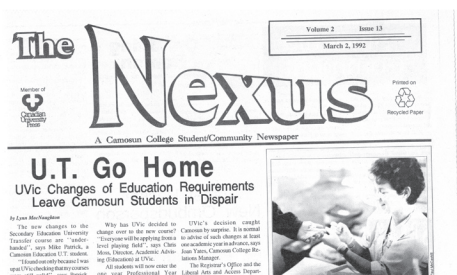 The
Nexus
Volume 2 Issue 13
March 2, 1992
Member of
Canadian
University
Press
Printed on
Recycled Paper
A Camosun College Student/Community Newspaper
U.T. Go Home
UVic Changes of Education Requirements
Leave Camosun Students in Dispair
by Lynn MacNaughton
The new changes to the
Secondary Education University
Transfer course are "under-
handed", says Mike Parrick, a
Camosun Education U.T. student.
"I found out only because I was
up at UVic checking that my courses
Why has UVic decided to
change over to the new course?
"Everyone will be applying from a
level playing field", says Chris
Moss, Director, Academic Advis-
ing (Education) at UVic.
All students will now enter the
one year Professional Year
UVic's decision caught
Camosun by surprise. It is normal
to advise of such changes at least
one academic year in advance, says
Joan Yates, Camosun College Re-
lations Manager.
The Registrar's Office and the
Liberal Arts and Access Depart-